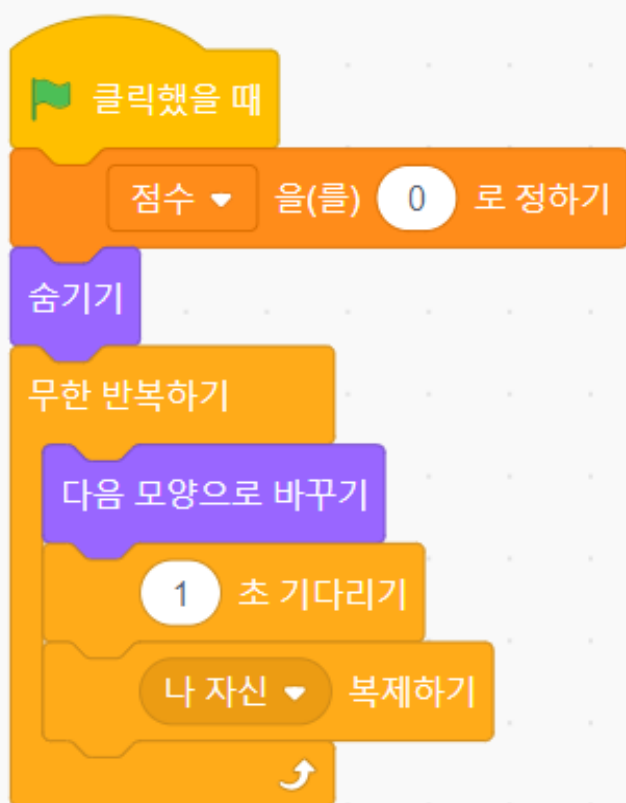 클릭했을 때
점수 을(를) 0 로 정하기
숨기기
무한 반복하기
다음 모양으로 바꾸기
1 초 기다리기
나 자신 복제하기